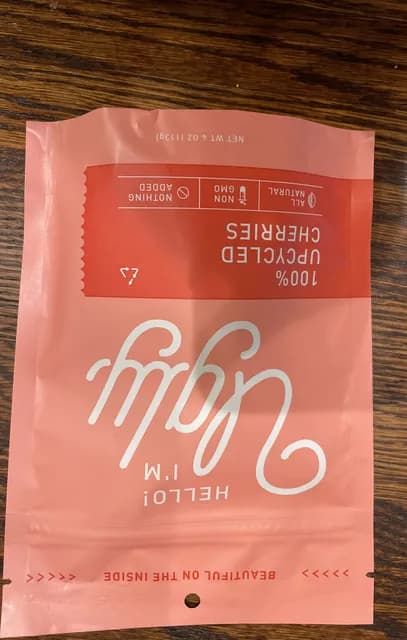 >>>>> BEAUTIFUL ON THE INSIDE <<<<<
HELLO!
I'M
Ugly
100%
UPCYCLED
CHERRIES
ALL
NATURAL
NON
GMO
NOTHING
ADDED
NET WT 4 OZ (113g)